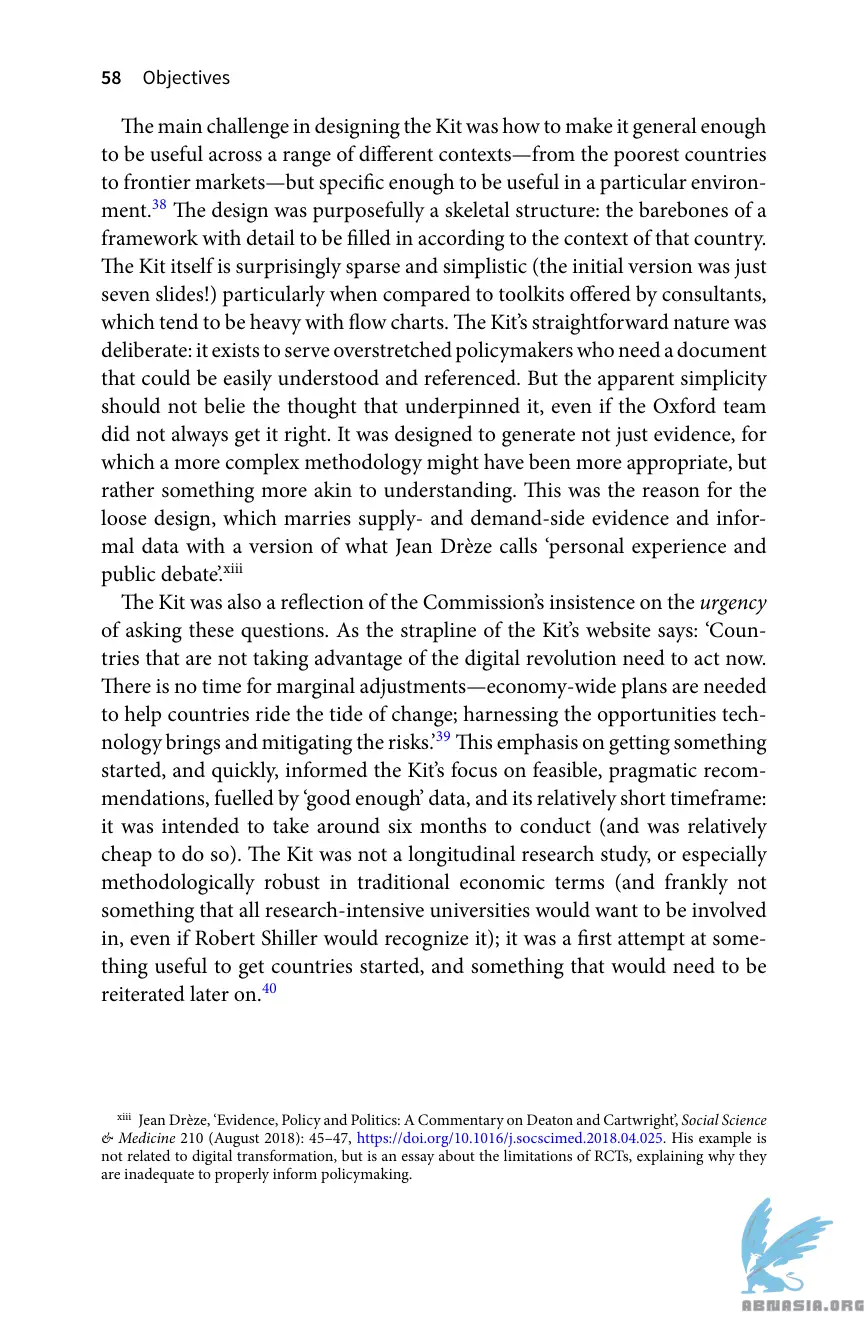 58 Objectives
The main challenge in designing the Kit was how to make it general enough
to be useful across a range of different contexts—from the poorest countries
to frontier markets—but specific enough to be useful in a particular environ-
ment.38 The design was purposefully a skeletal structure: the barebones of a
framework with detail to be filled in according to the context of that country.
The Kit itself is surprisingly sparse and simplistic (the initial version was just
seven slides!) particularly when compared to toolkits offered by consultants,
which tend to be heavy with flow charts. The Kit’s straightforward nature was
deliberate: it exists to serve overstretched policymakers who need a document
that could be easily understood and referenced. But the apparent simplicity
should not belie the thought that underpinned it, even if the Oxford team
did not always get it right. It was designed to generate not just evidence, for
which a more complex methodology might have been more appropriate, but
rather something more akin to understanding. This was the reason for the
loose design, which marries supply- and demand-side evidence and infor-
mal data with a version of what Jean Drèze calls ‘personal experience and
public debate’.xiii
The Kit was also a reflection of the Commission’s insistence on the urgency
of asking these questions. As the strapline of the Kit’s website says: ‘Coun-
tries that are not taking advantage of the digital revolution need to act now.
There is no time for marginal adjustments—economy-wide plans are needed
to help countries ride the tide of change; harnessing the opportunities tech-
nology brings and mitigating the risks.’39 This emphasis on getting something
started, and quickly, informed the Kit’s focus on feasible, pragmatic recom-
mendations, fuelled by ‘good enough’ data, and its relatively short timeframe:
it was intended to take around six months to conduct (and was relatively
cheap to do so). The Kit was not a longitudinal research study, or especially
methodologically robust in traditional economic terms (and frankly not
something that all research-intensive universities would want to be involved
in, even if Robert Shiller would recognize it); it was a first attempt at some-
thing useful to get countries started, and something that would need to be
reiterated later on.40
xiii Jean Drèze, ‘Evidence, Policy and Politics: A Commentary on Deaton and Cartwright’, Social Science
& Medicine 210 (August 2018): 45–47, https://doi.org/10.1016/j.socscimed.2018.04.025. His example is
not related to digital transformation, but is an essay about the limitations of RCTs, explaining why they
are inadequate to properly inform policymaking.
ABNASIA.ORG